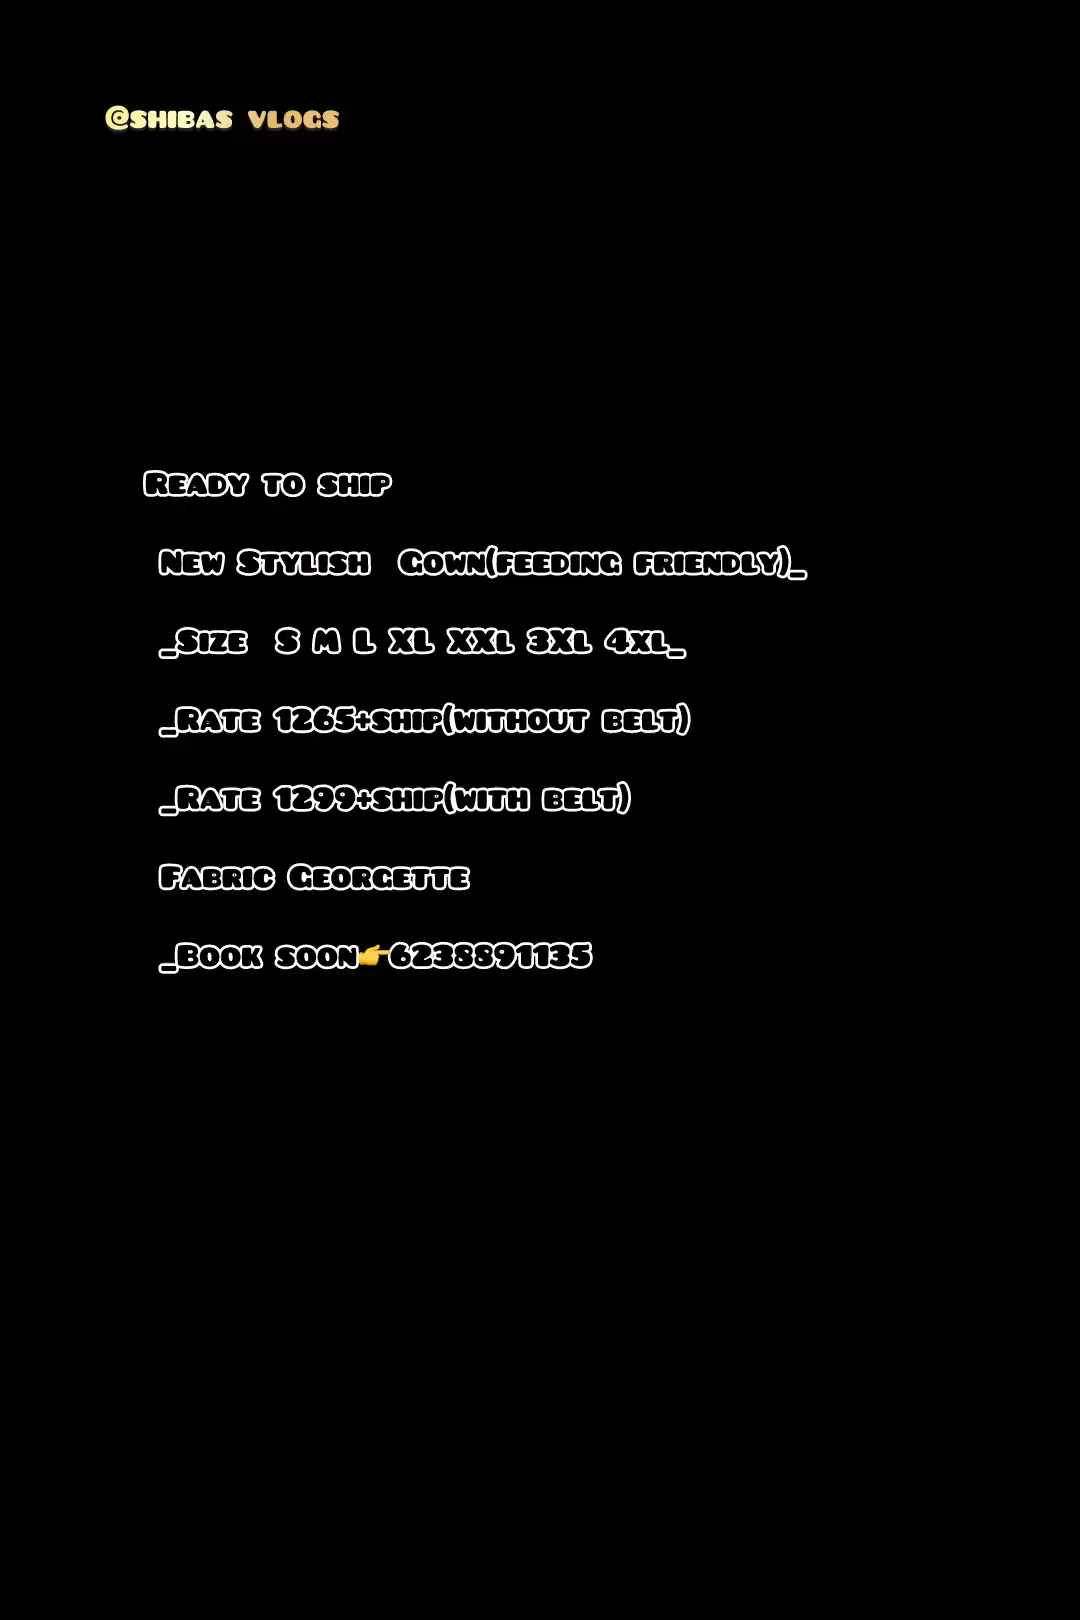 @shibas vlogs
Ready to ship
New Stylish Gown(feeding friendly)_
_Size S M L XL XXL 3XL 4xl_
_Rate 1265+ship(without belt)
_Rate 1299+ship(with belt)
Fabric Georgette
_Book soon👉6238891135